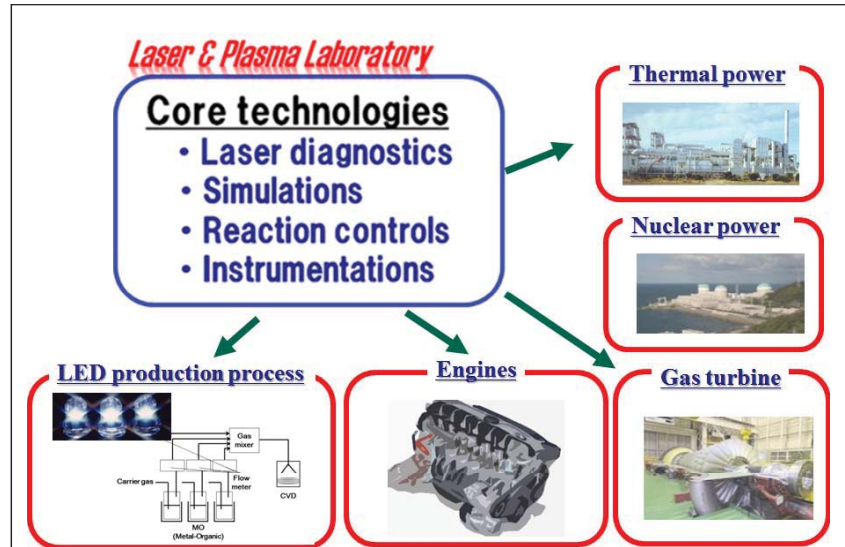 Laser & Plasma Laboratory
Core technologies
• Laser diagnostics
• Simulations
• Reaction controls
• Instrumentations
Thermal power
Nuclear power
LED production process
Gas
mixer
Flow
meter
Carrier gas
CVD
MO
(Metal-Organic)
Engines
Gas turbine